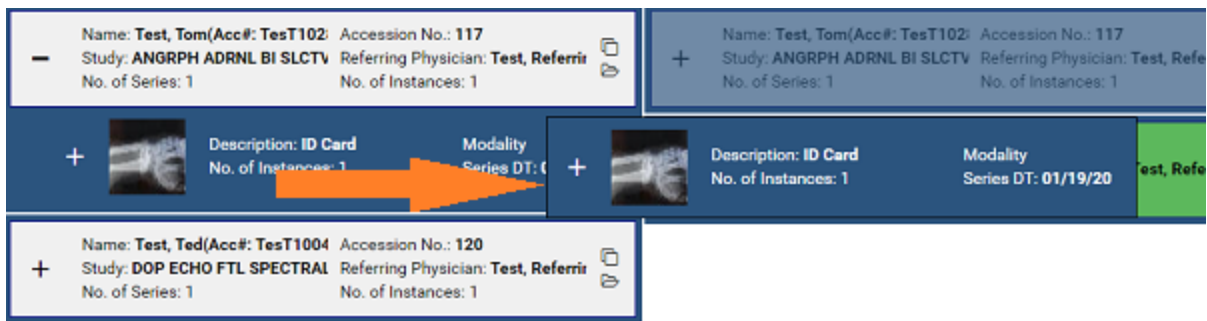 Name: Test, Tom(Acc#: TesT102 Accession No.: 117
Study: ANGRPH ADRNL BI SLCTV Referring Physician: Test, Referrin
No. of Series: 1 No. of Instances: 1
Description: ID Card Modality
No. of Instances: 1 Series DT:
Name: Test, Ted(Acc#: TesT1004 Accession No.: 120
Study: DOP ECHO FTL SPECTRAL Referring Physician: Test, Referrin
No. of Series: 1 No. of Instances: 1
Name: Test, Tom(Acc#: TesT102 Accession No.: 117
Study: ANGRPH ADRNL BI SLCTV Referring Physician: Test, Refe
No. of Series: 1 No. of Instances: 1
Description: ID Card Modality
No. of Instances: 1 Series DT: 01/19/20
Test, Refe